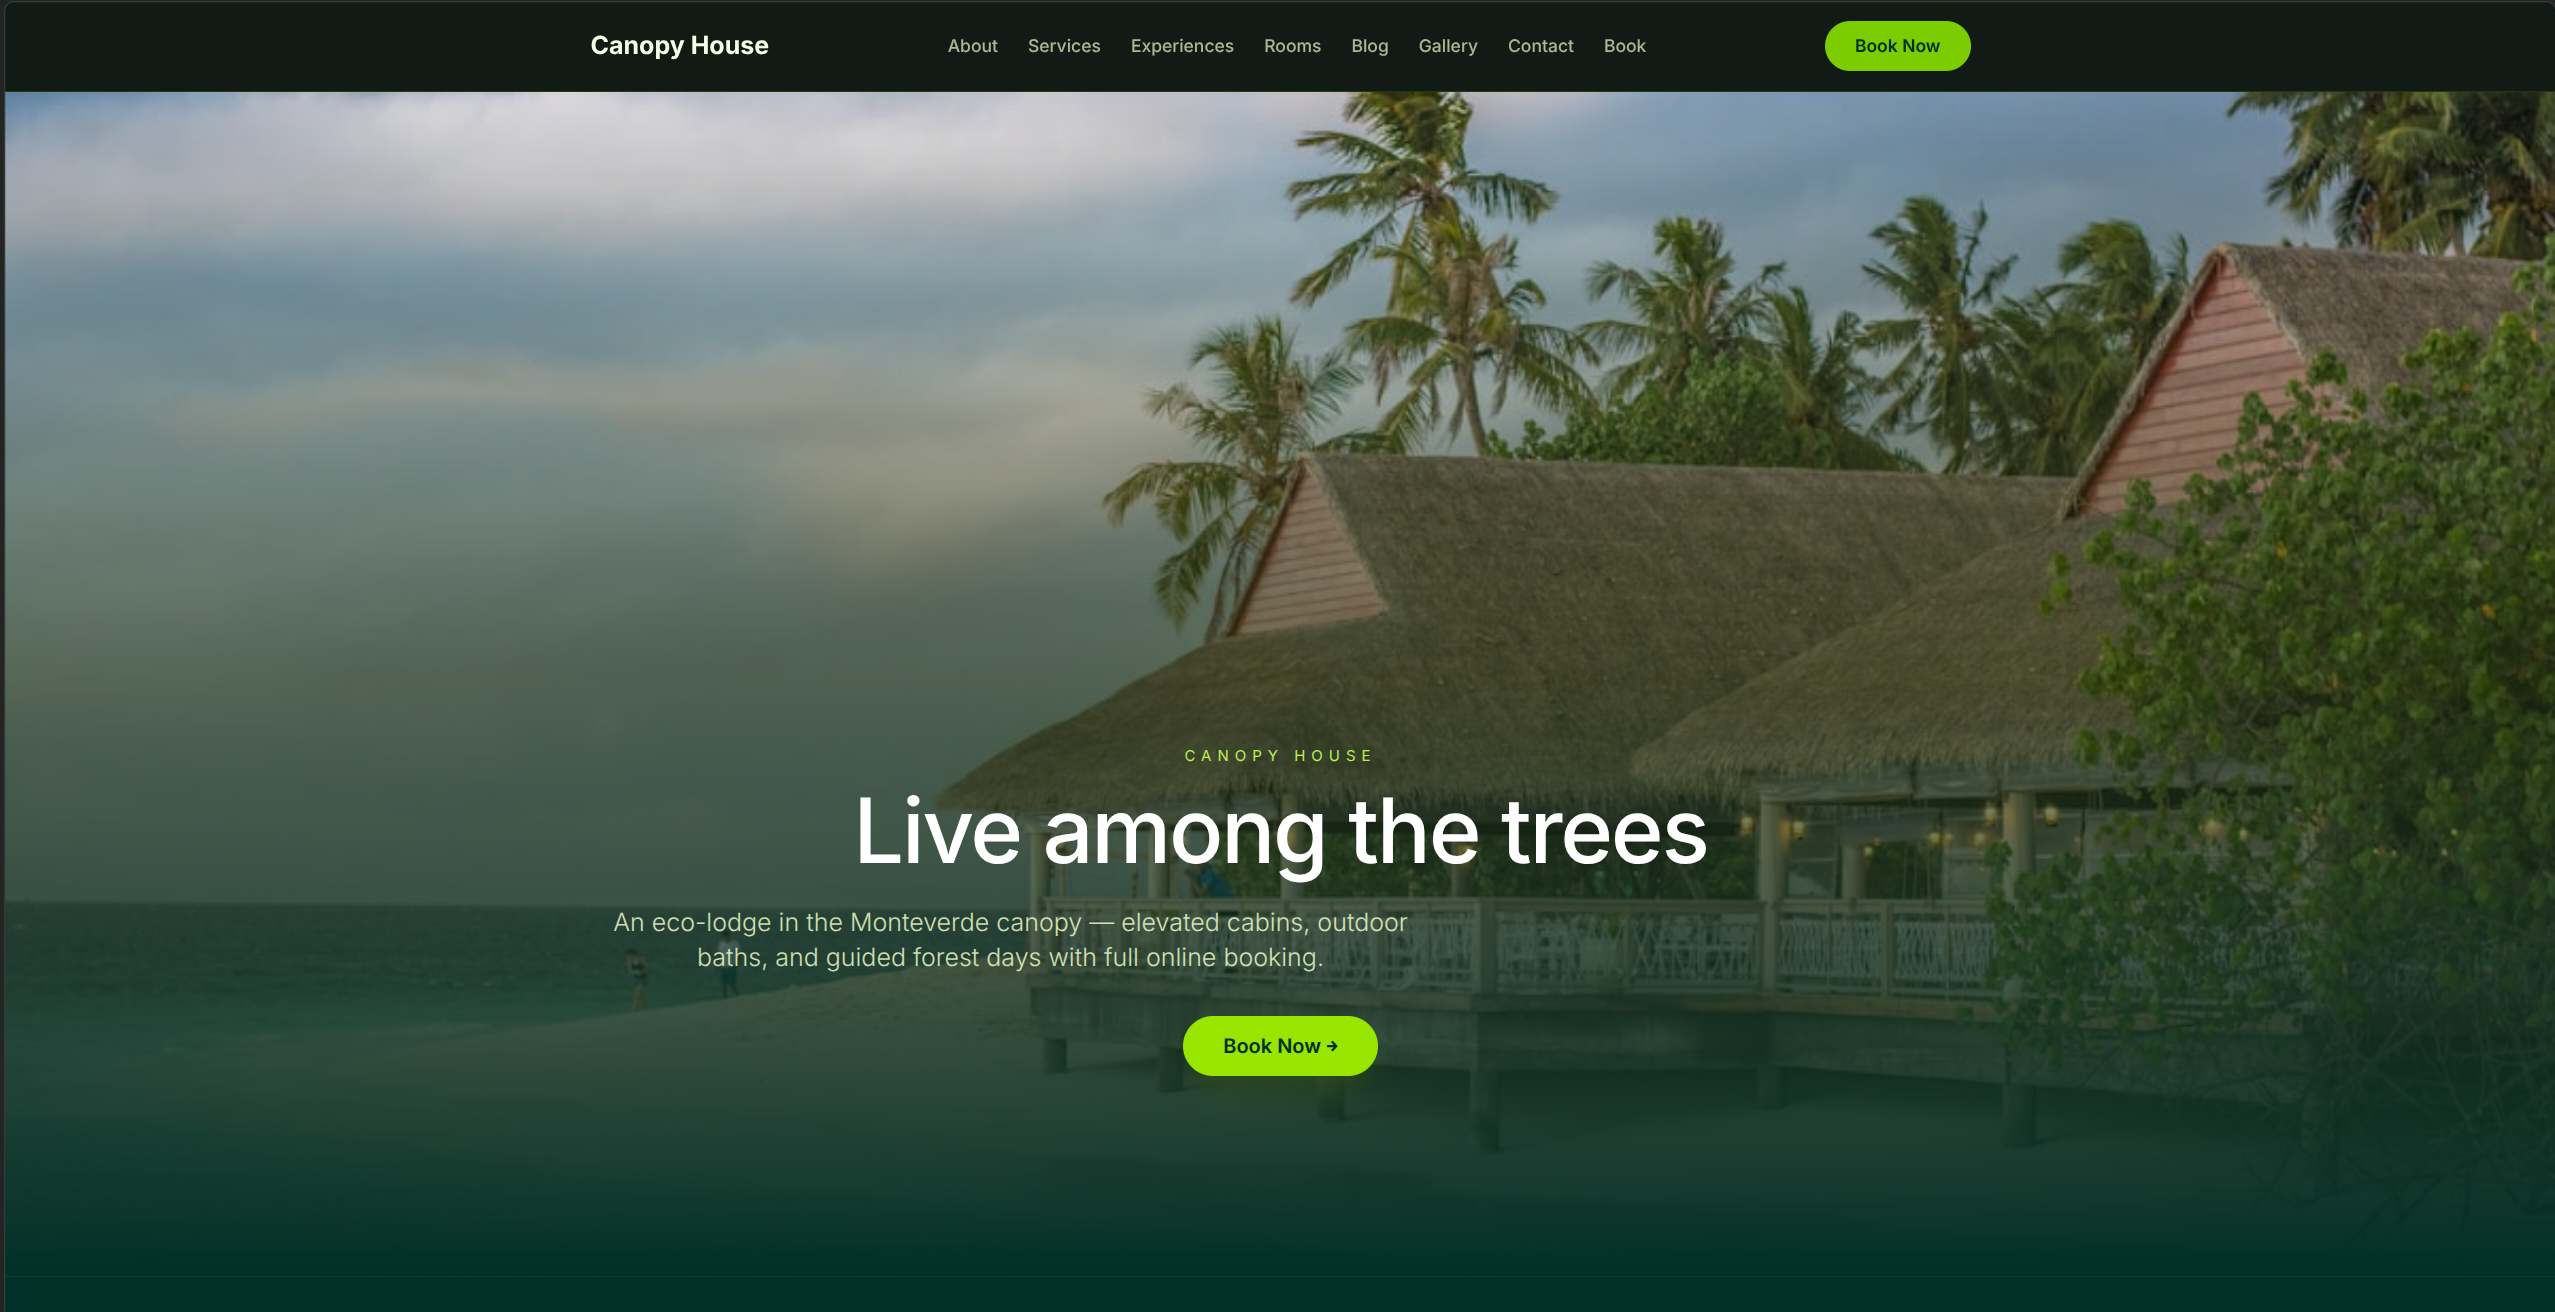 Canopy House
About
Services
Experiences
Rooms
Blog
Gallery
Contact
Book
Book Now
CANOPY HOUSE
Live among the trees
An eco-lodge in the Monteverde canopy — elevated cabins, outdoor
baths, and guided forest days with full online booking.
Book Now →